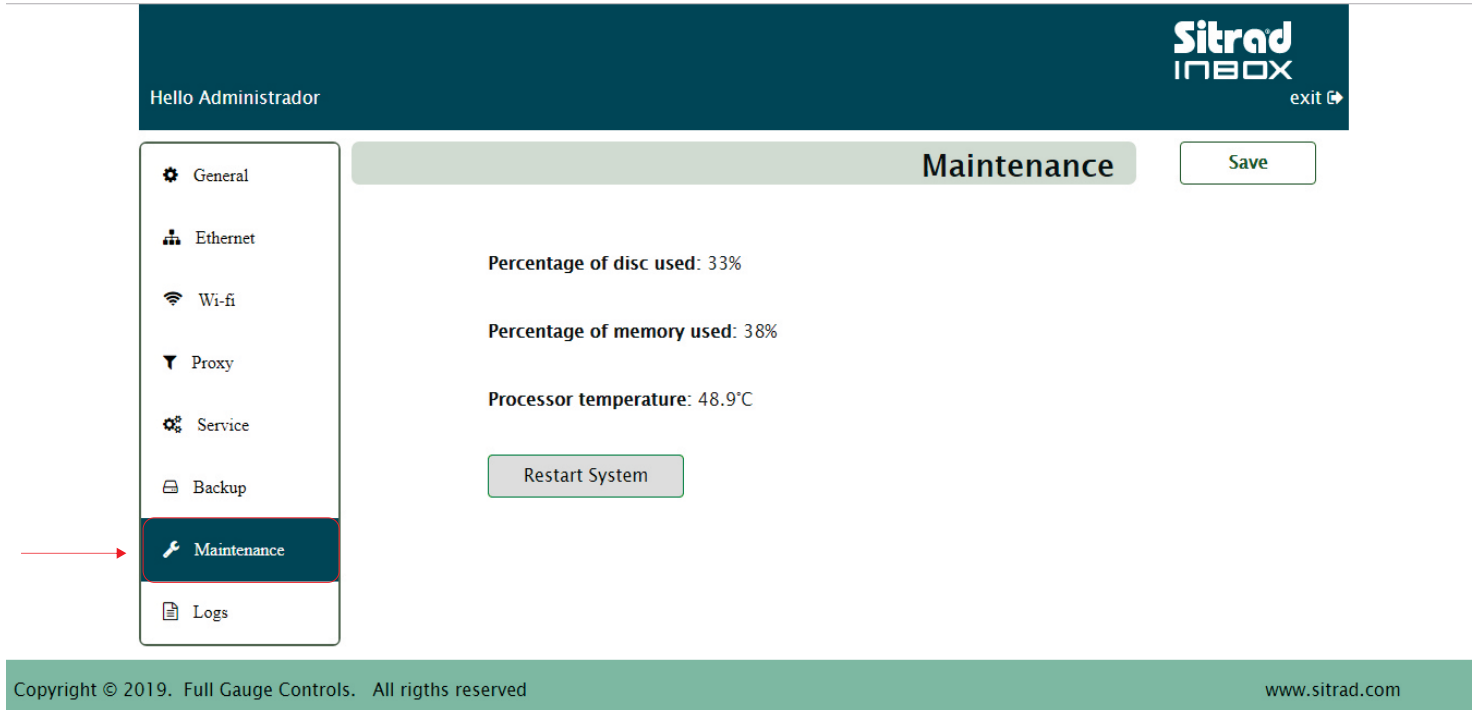 Sitrad
INBOX
Hello Administrador
exit
General
Ethernet
Wi-fi
Proxy
Service
Backup
Maintenance
Logs
Maintenance
Save
Percentage of disc used: 33%
Percentage of memory used: 38%
Processor temperature: 48.9°C
Restart System
Copyright © 2019. Full Gauge Controls. All rigths reserved
www.sitrad.com